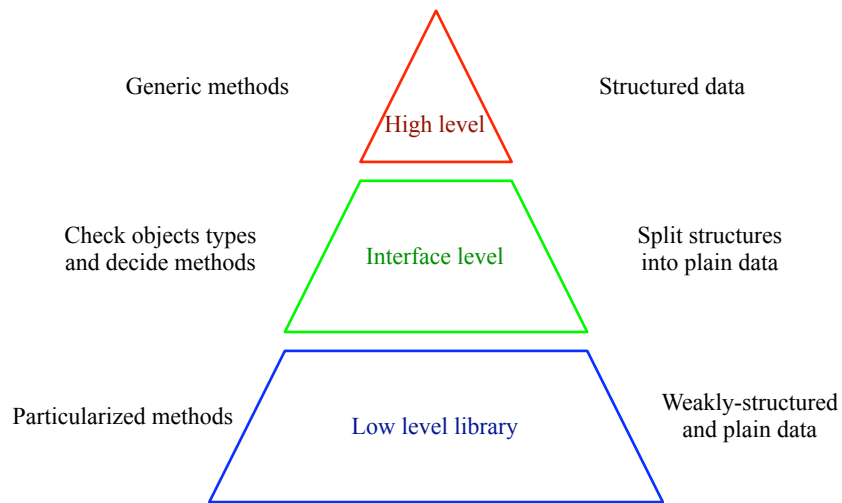 Generic methods
Structured data
High level
Check objects types
and decide methods
Interface level
Split structures
into plain data
Particularized methods
Low level library
Weakly-structured
and plain data